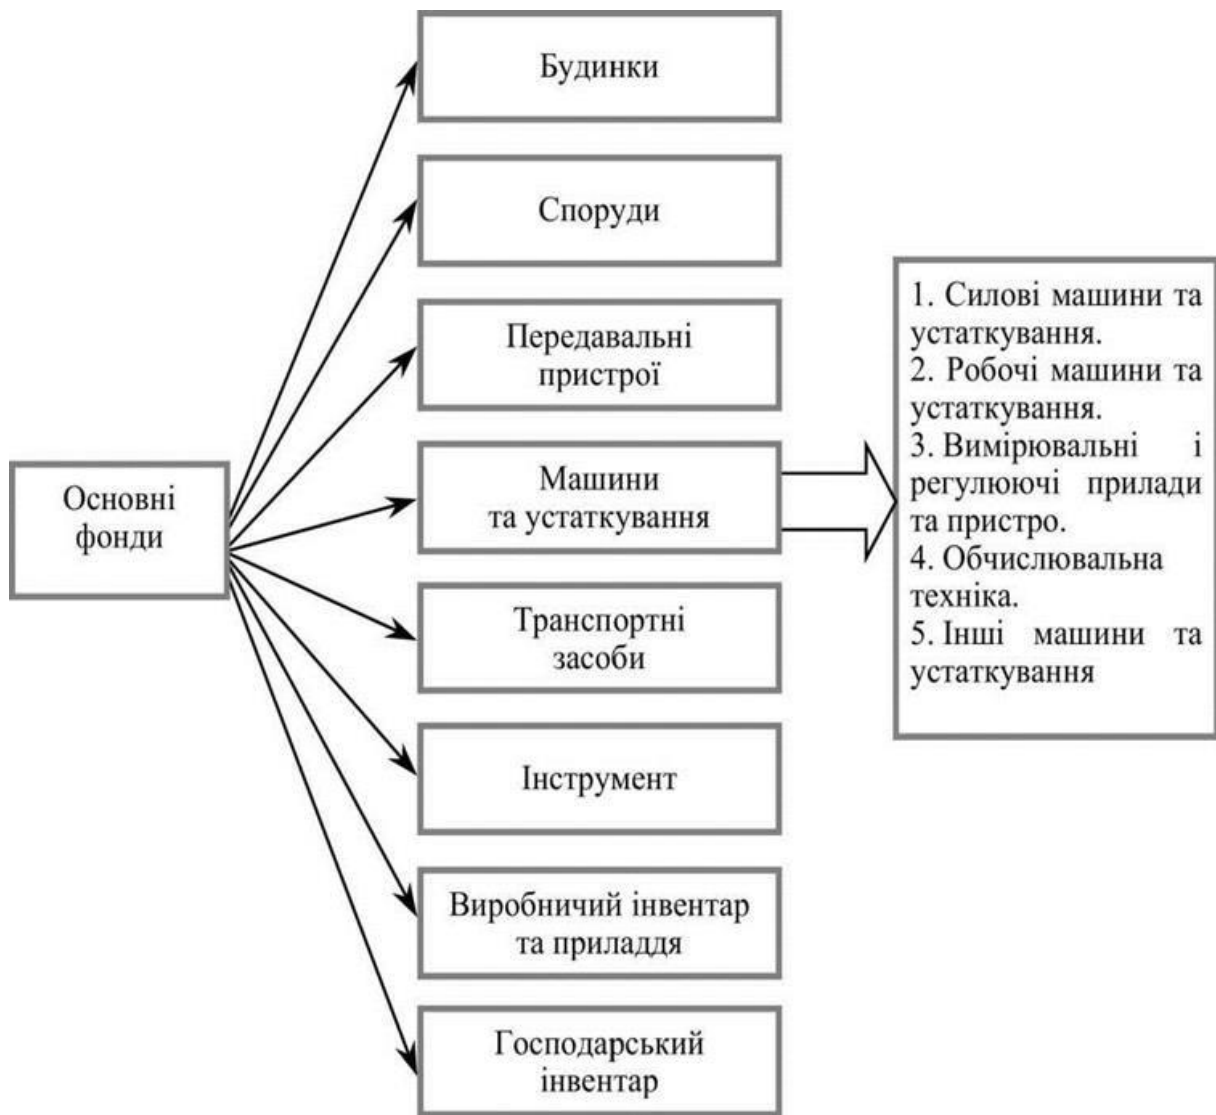 Будинки
Споруди
Передавальні
пристрої
Машини
та устаткування
Транспортні
засоби
Інструмент
Виробничий інвентар
та приладдя
Господарський
інвентар
Основні
фонди
1. Силові машини та
устаткування.
2. Робочі машини та
устаткування.
3. Вимірювальні і
регулюючі прилади
та пристро.
4. Обчислювальна
техніка.
5. Інші машини та
устаткування